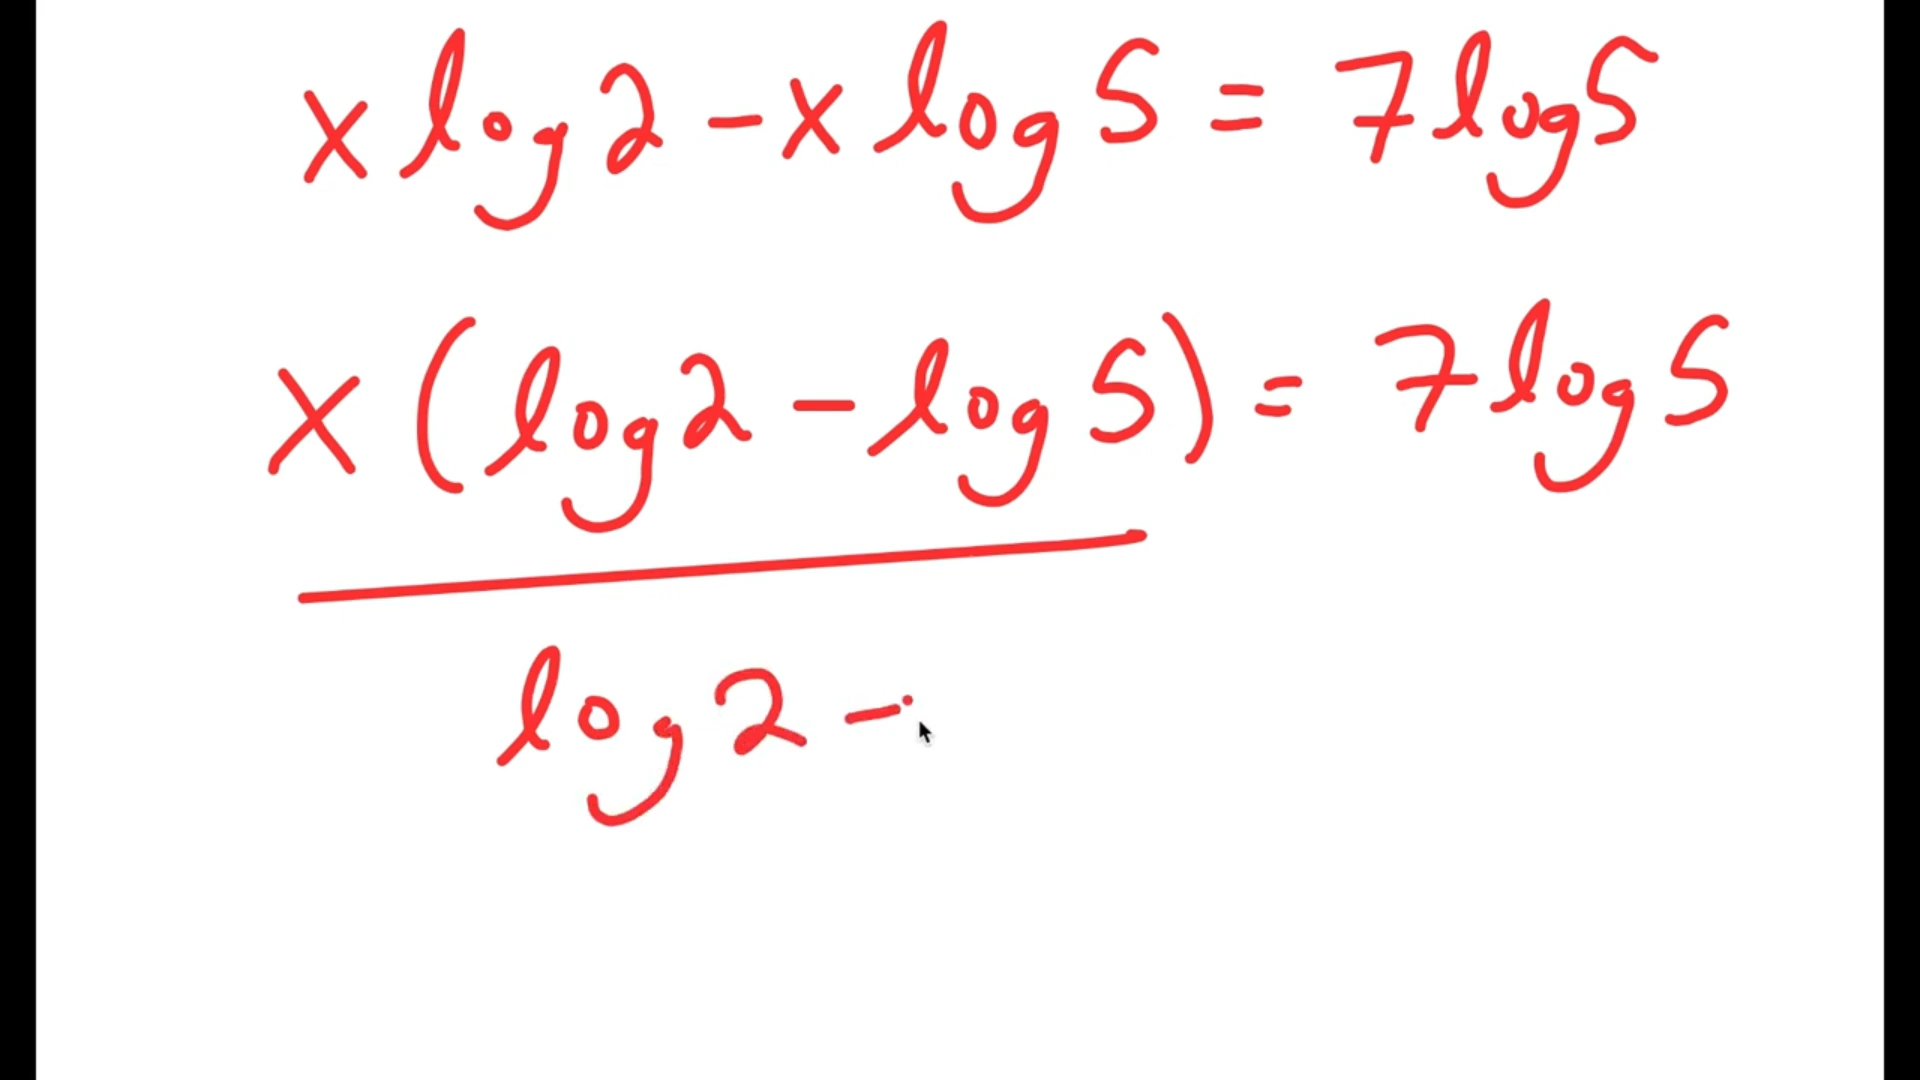 x log 2 - x log 5 = 7 log 5
x (log 2 - log 5) = 7 log 5
log 2 -